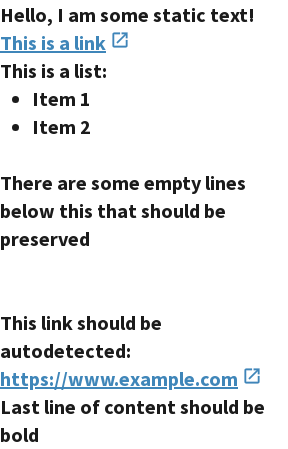 Hello, I am some static text!
This is a link
This is a list:
• Item 1
• Item 2

There are some empty lines
below this that should be
preserved


This link should be
autodetected:
https://www.example.com
Last line of content should be
bold